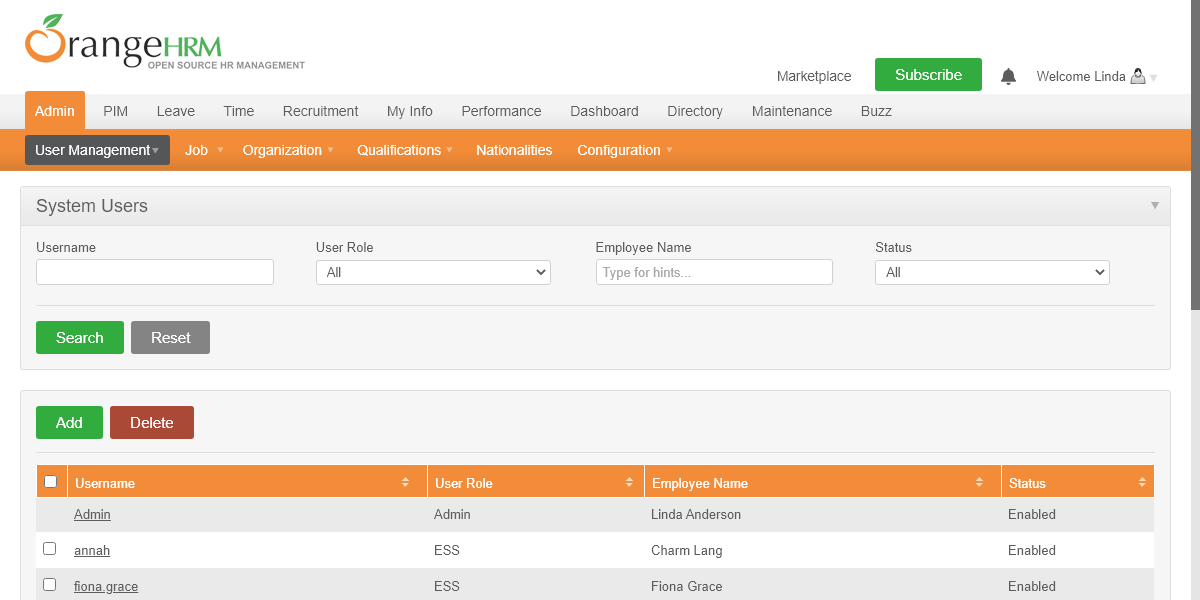 OrangeHRM
OPEN SOURCE HR MANAGEMENT
Marketplace Subscribe Welcome Linda
Admin PIM Leave Time Recruitment My Info Performance Dashboard Directory Maintenance Buzz
User Management Job Organization Qualifications Nationalities Configuration
System Users
Username User Role Employee Name Status
All Type for hints... All
Search Reset
Add Delete
Username User Role Employee Name Status
Admin Admin Linda Anderson Enabled
annah ESS Charm Lang Enabled
fiona.grace ESS Fiona Grace Enabled